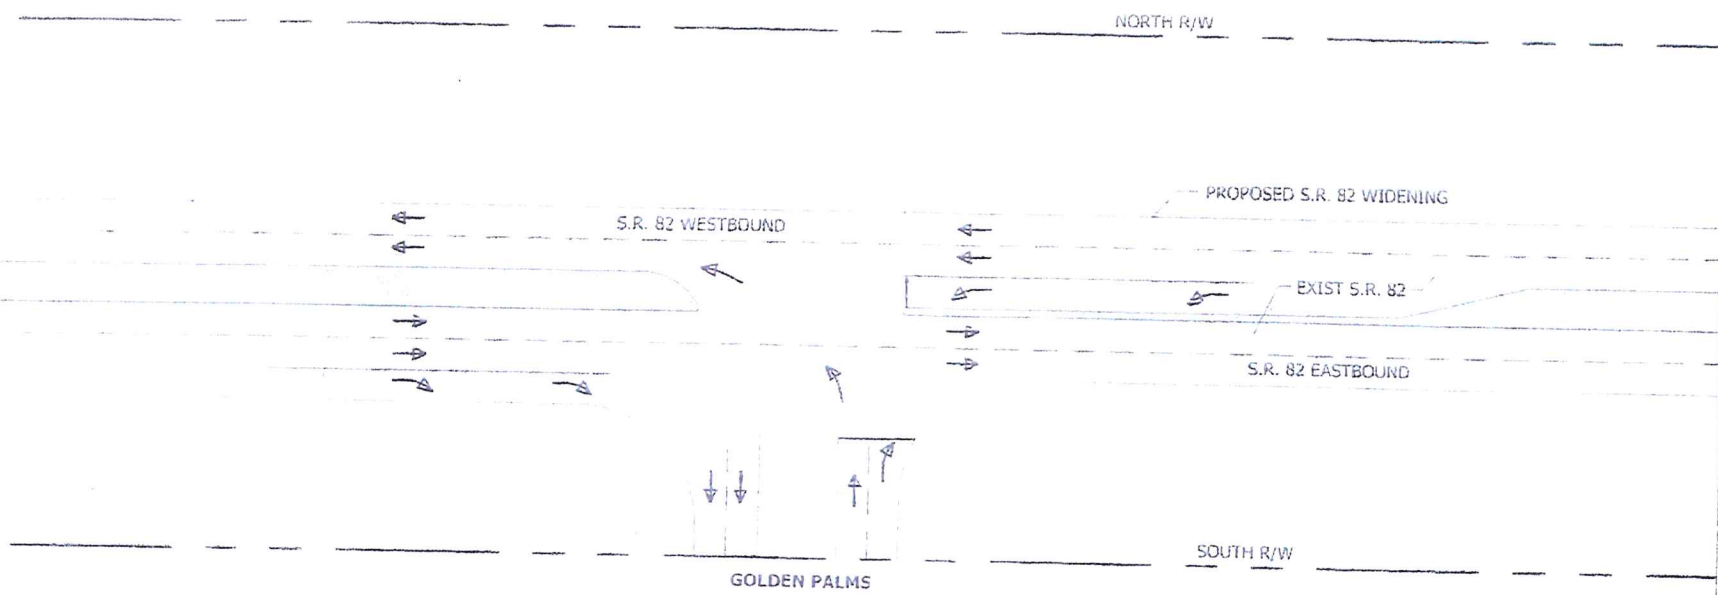 NORTH R/W
PROPOSED S.R. 82 WIDENING
S.R. 82 WESTBOUND
EXIST S.R. 82
S.R. 82 EASTBOUND
SOUTH R/W
GOLDEN PALMS